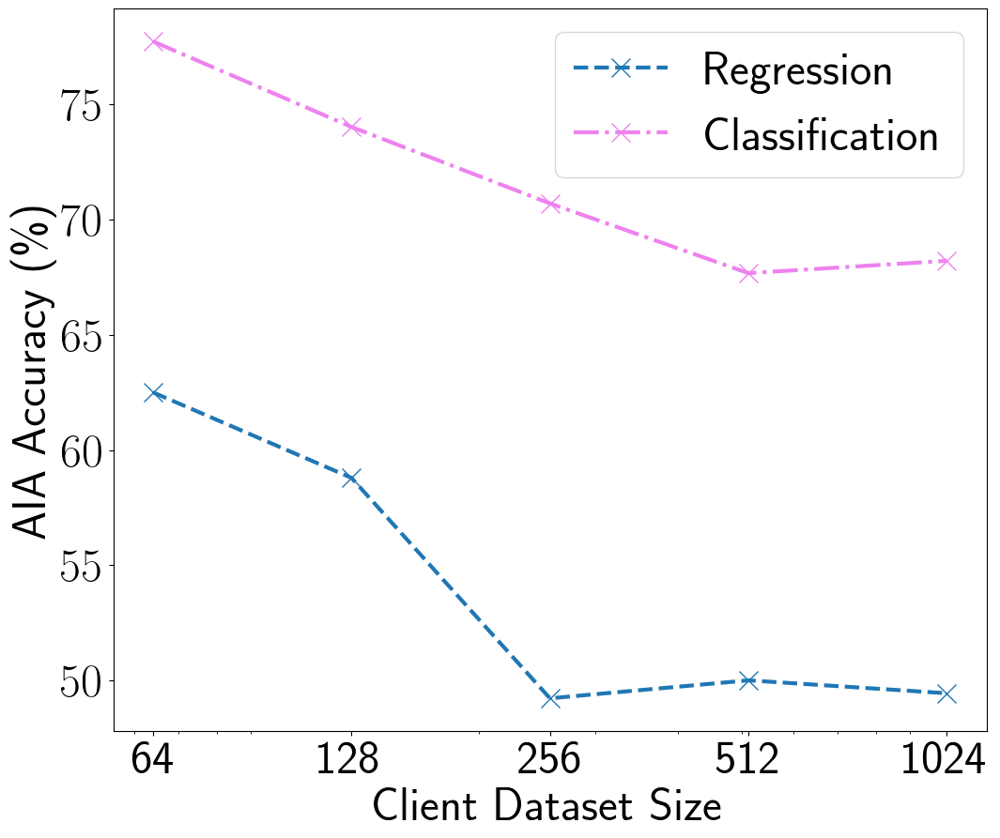 Regression
Classification
AIA Accuracy (%)
75
70
65
60
55
50
64 128 256 512 1024
Client Dataset Size